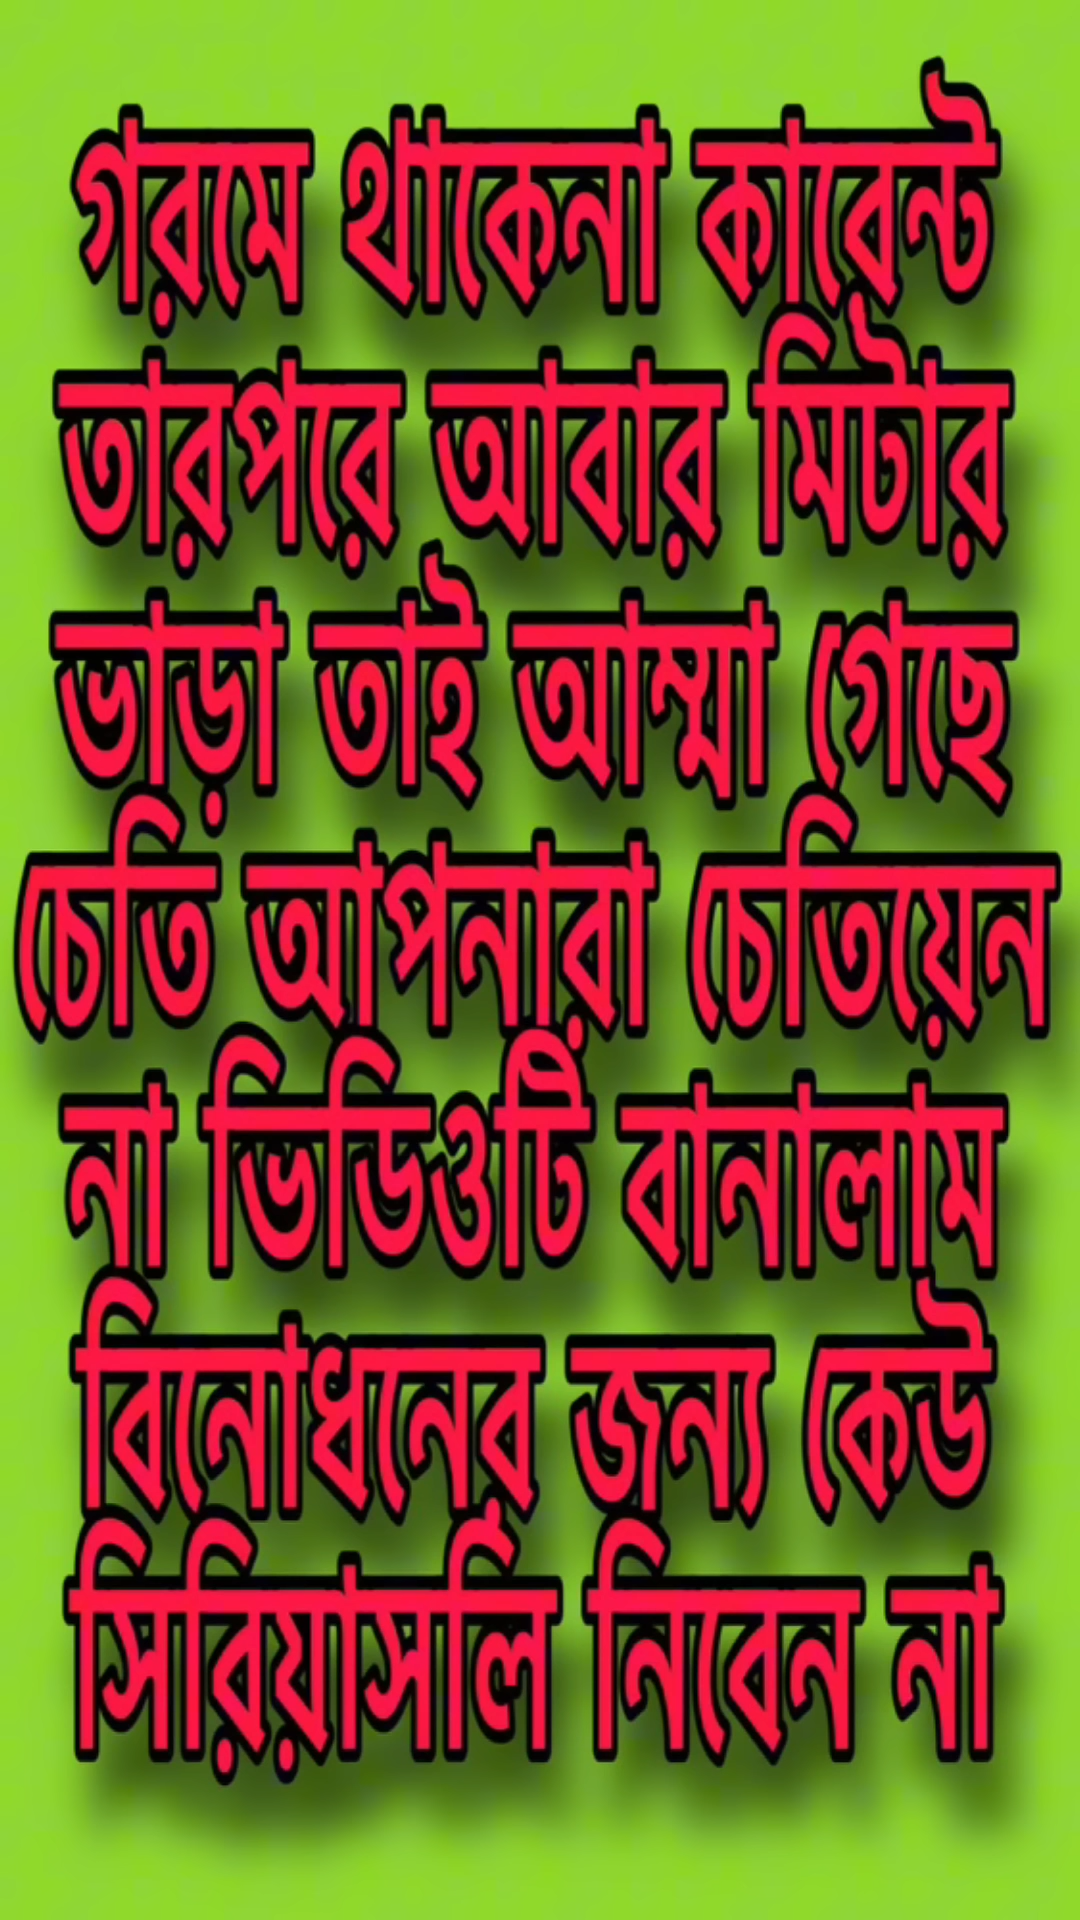 গরমে থাকেনা কারেন্ট
তারপরে আবার মিটার
ভাড়া তাই আম্মা গেছে
চেতি আপনারা চেতিয়েন
না ভিডিওটি বানালাম
বিনোধনের জন্য কেউ
সিরিয়াসলি নিবেন না